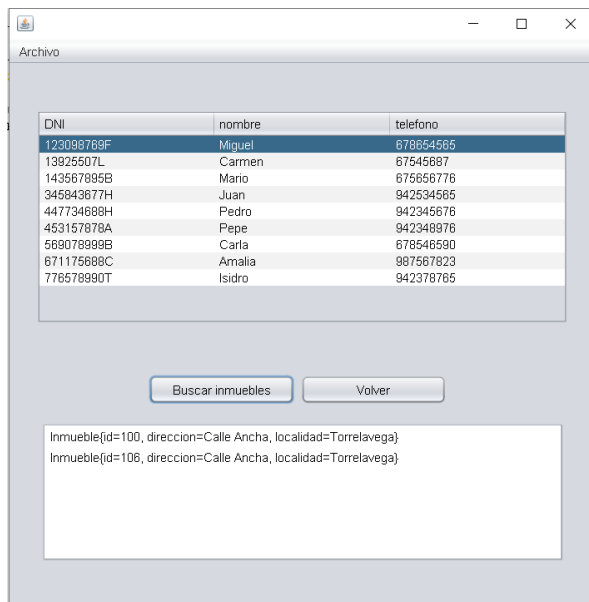 Archivo
DNI nombre telefono
123098769F Miguel 678654565
13925507L Carmen 67545687
143567895B Mario 675656776
345843677H Juan 942534565
447734688H Pedro 942345676
453157878A Pepe 942348976
569078999B Carla 678546590
671175688C Amalia 987567823
776578990T Isidro 942378765
Buscar inmuebles Volver
Inmueble{id=100, direccion=Calle Ancha, localidad=Torrelavega}
Inmueble{id=106, direccion=Calle Ancha, localidad=Torrelavega}